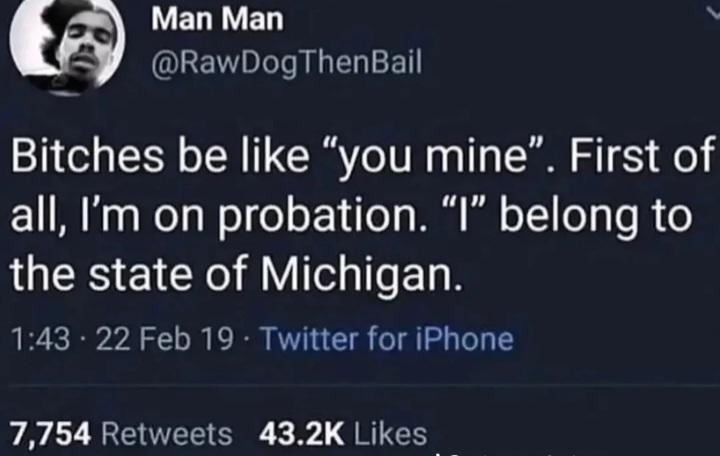 Man Man
@RawDogThenBail
Bitches be like “you mine”. First of
all, I’m on probation. “I” belong to
the state of Michigan.
1:43 · 22 Feb 19 · Twitter for iPhone
7,754 Retweets 43.2K Likes